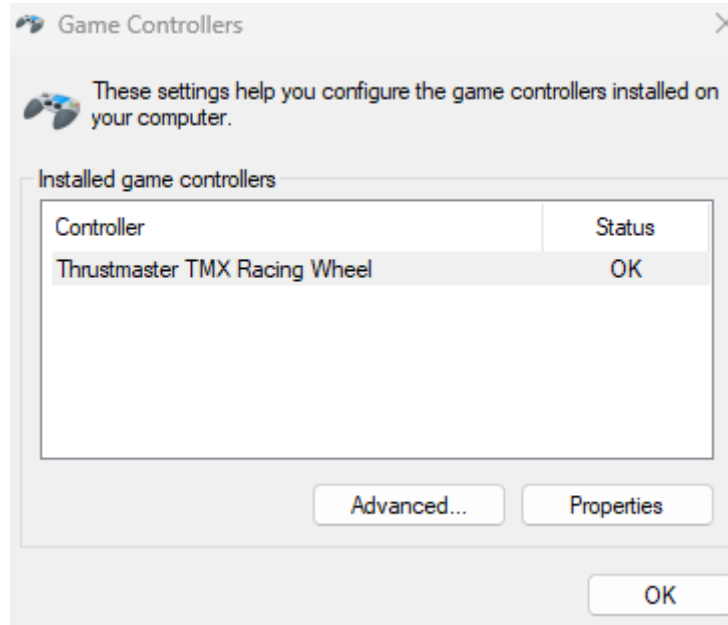 Game Controllers
These settings help you configure the game controllers installed on
your computer.
Installed game controllers
Controller Status
Thrustmaster TMX Racing Wheel OK
Advanced... Properties
OK